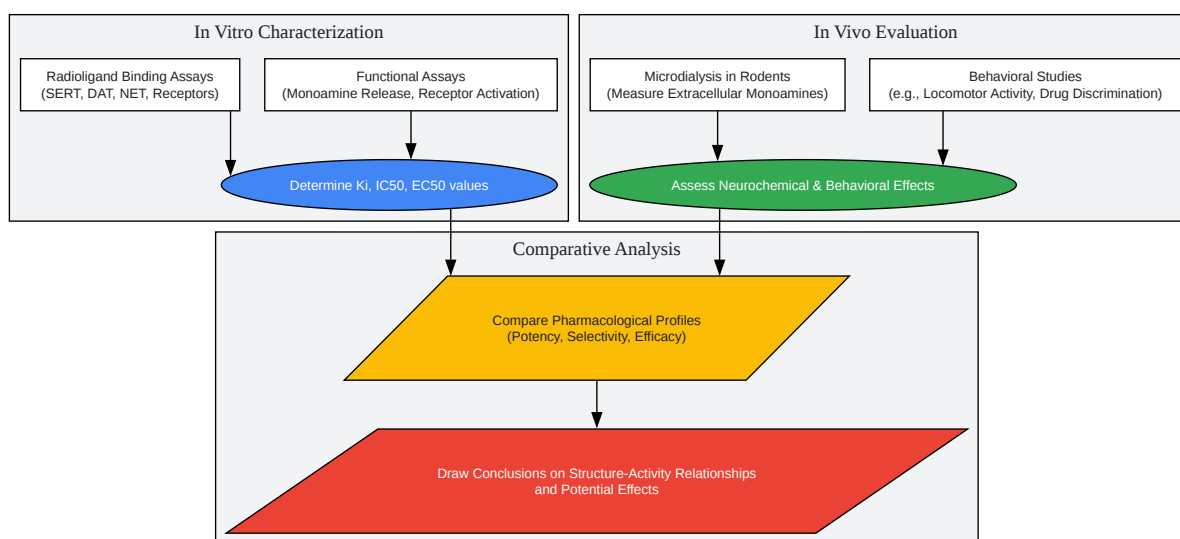 In Vitro Characterization
Radioligand Binding Assays
(SERT, DAT, NET, Receptors)
Functional Assays
(Monoamine Release, Receptor Activation)
Determine Ki, IC50, EC50 values
In Vivo Evaluation
Microdialysis in Rodents
(Measure Extracellular Monoamines)
Behavioral Studies
(e.g., Locomotor Activity, Drug Discrimination)
Assess Neurochemical & Behavioral Effects
Comparative Analysis
Compare Pharmacological Profiles
(Potency, Selectivity, Efficacy)
Draw Conclusions on Structure-Activity Relationships
and Potential Effects